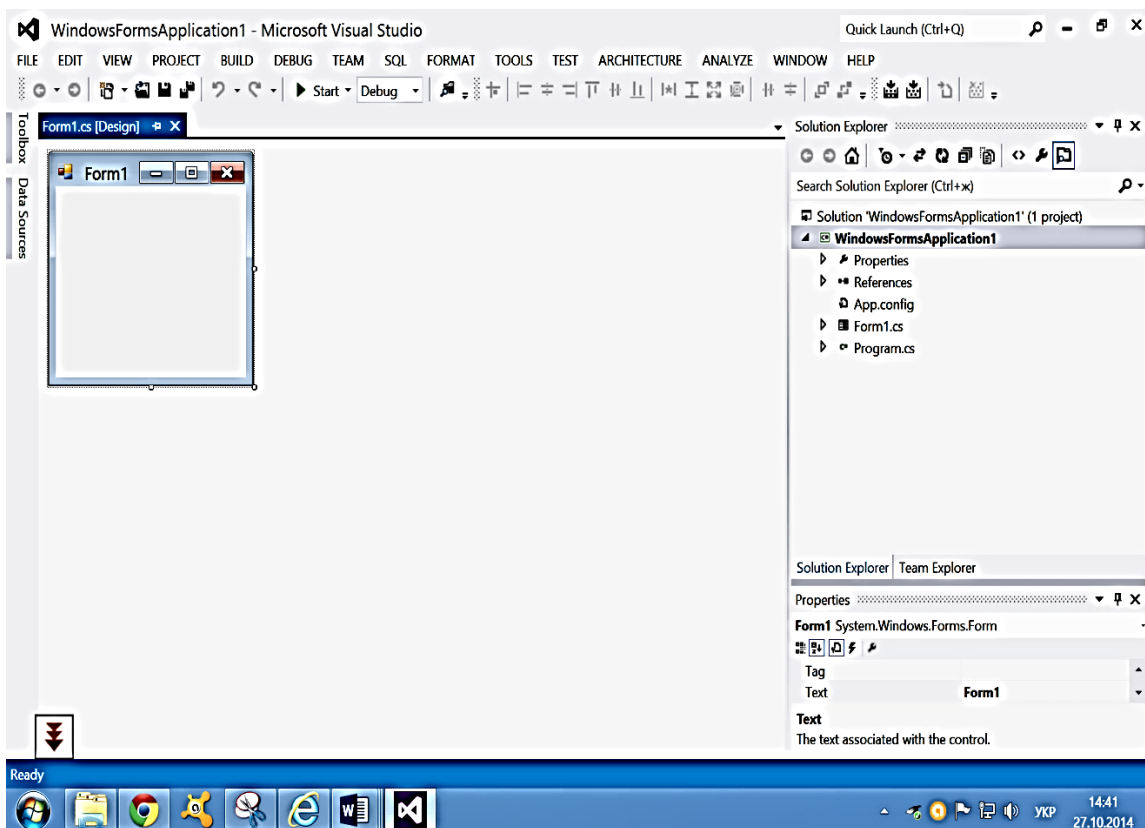 WindowsFormsApplication1 - Microsoft Visual Studio
Quick Launch (Ctrl+Q)
FILE EDIT VIEW PROJECT BUILD DEBUG TEAM SQL FORMAT TOOLS TEST ARCHITECTURE ANALYZE WINDOW HELP
Start Debug
Toolbox
Data Sources
Form1.cs [Design]
Form1
Solution Explorer
Search Solution Explorer (Ctrl+ж)
Solution 'WindowsFormsApplication1' (1 project)
WindowsFormsApplication1
Properties
References
App.config
Form1.cs
Program.cs
Solution Explorer Team Explorer
Properties
Form1 System.Windows.Forms.Form
Tag
Text Form1
Text
The text associated with the control.
Ready
УКР
14:41
27.10.2014